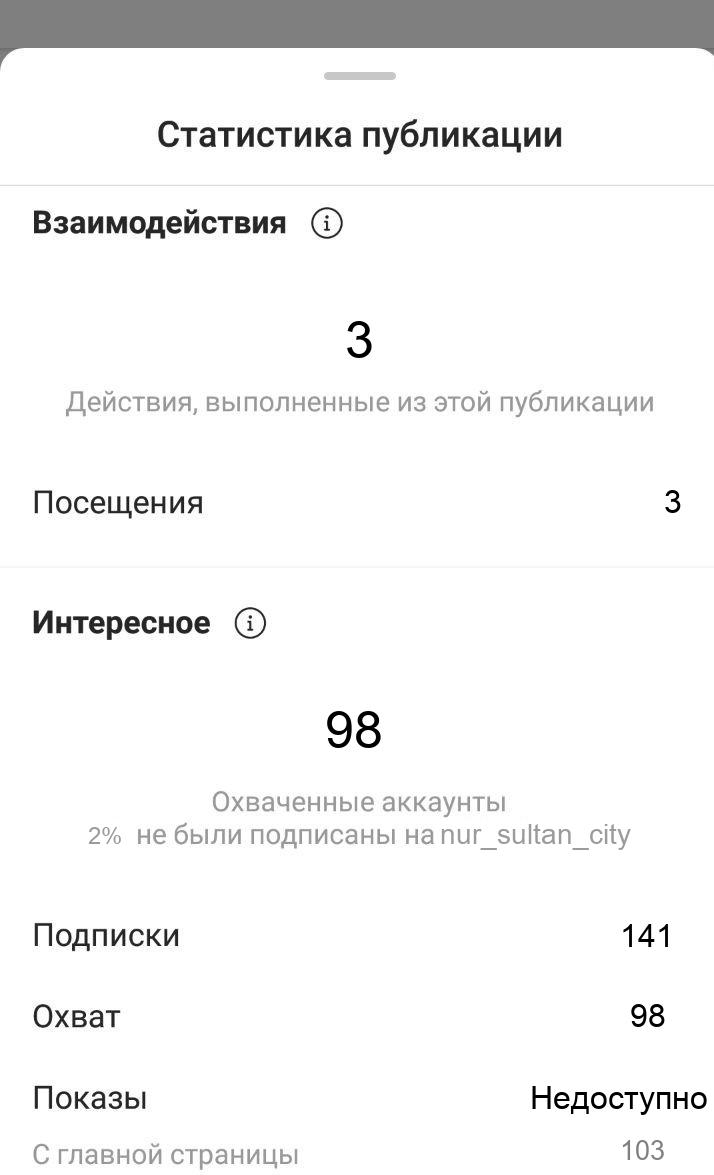 Статистика публикации
Взаимодействия
3
Действия, выполненные из этой публикации
Посещения 3
Интересное
98
Охваченные аккаунты
2% не были подписаны на nur_sultan_city
Подписки 141
Охват 98
Показы Недоступно
С главной страницы 103